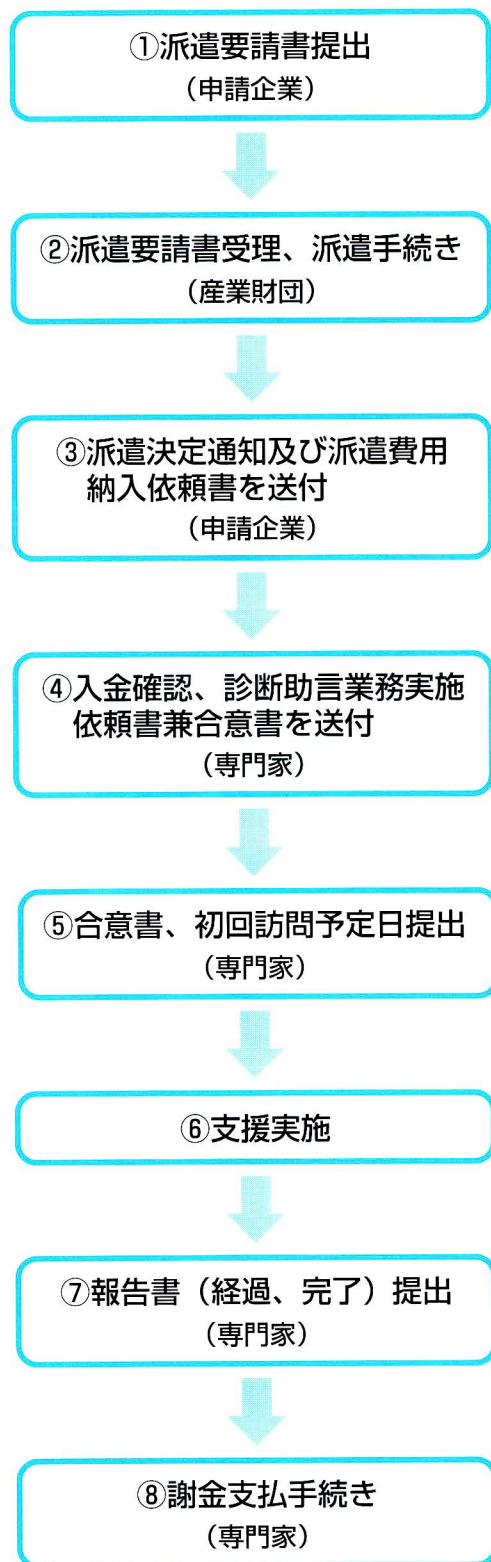 ①派遣要請書提出
（申請企業）
②派遣要請書受理、派遣手続き
（産業財団）
③派遣決定通知及び派遣費用
納入依頼書を送付
（申請企業）
④入金確認、診断助言業務実施
依頼書兼合意書を送付
（専門家）
⑤合意書、初回訪問予定日提出
（専門家）
⑥支援実施
⑦報告書（経過、完了）提出
（専門家）
⑧謝金支払手続き
（専門家）